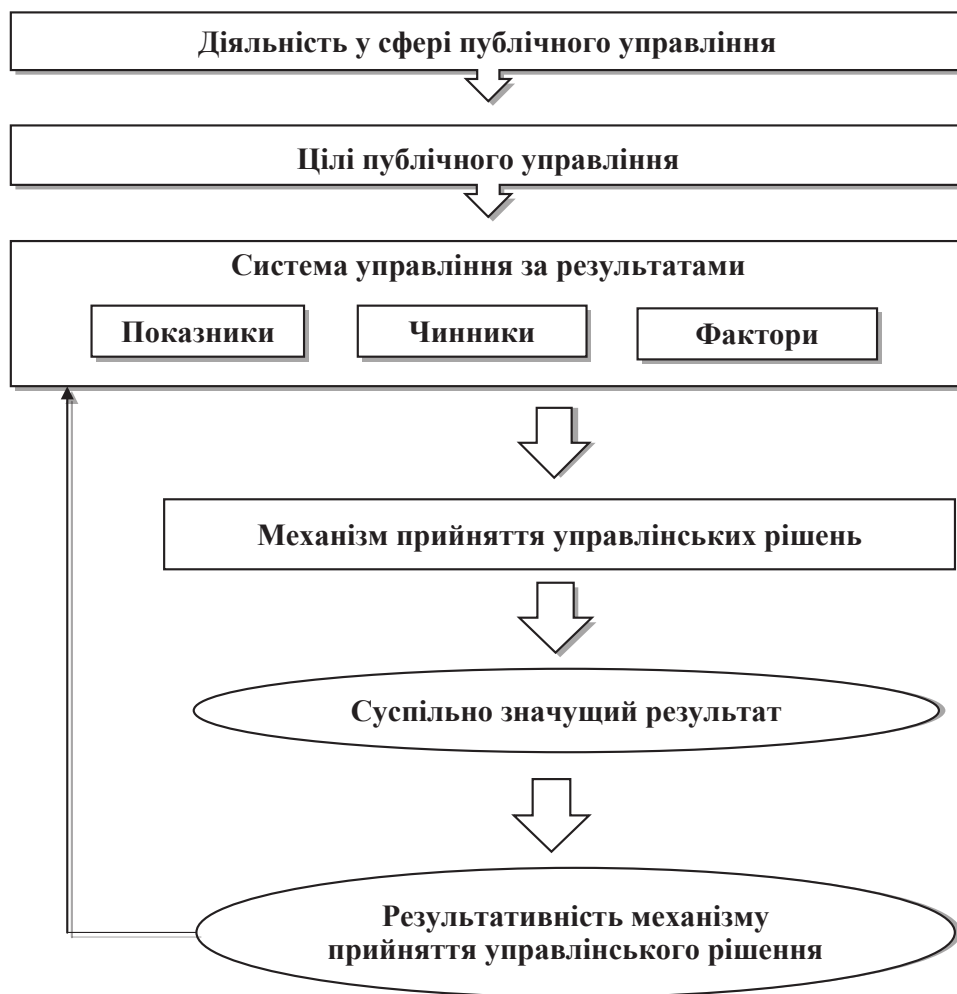 Діяльність у сфері публічного управління
Цілі публічного управління
Система управління за результатами
Показники
Чинники
Фактори
Механізм прийняття управлінських рішень
Суспільно значущий результат
Результативність механізму
прийняття управлінського рішення